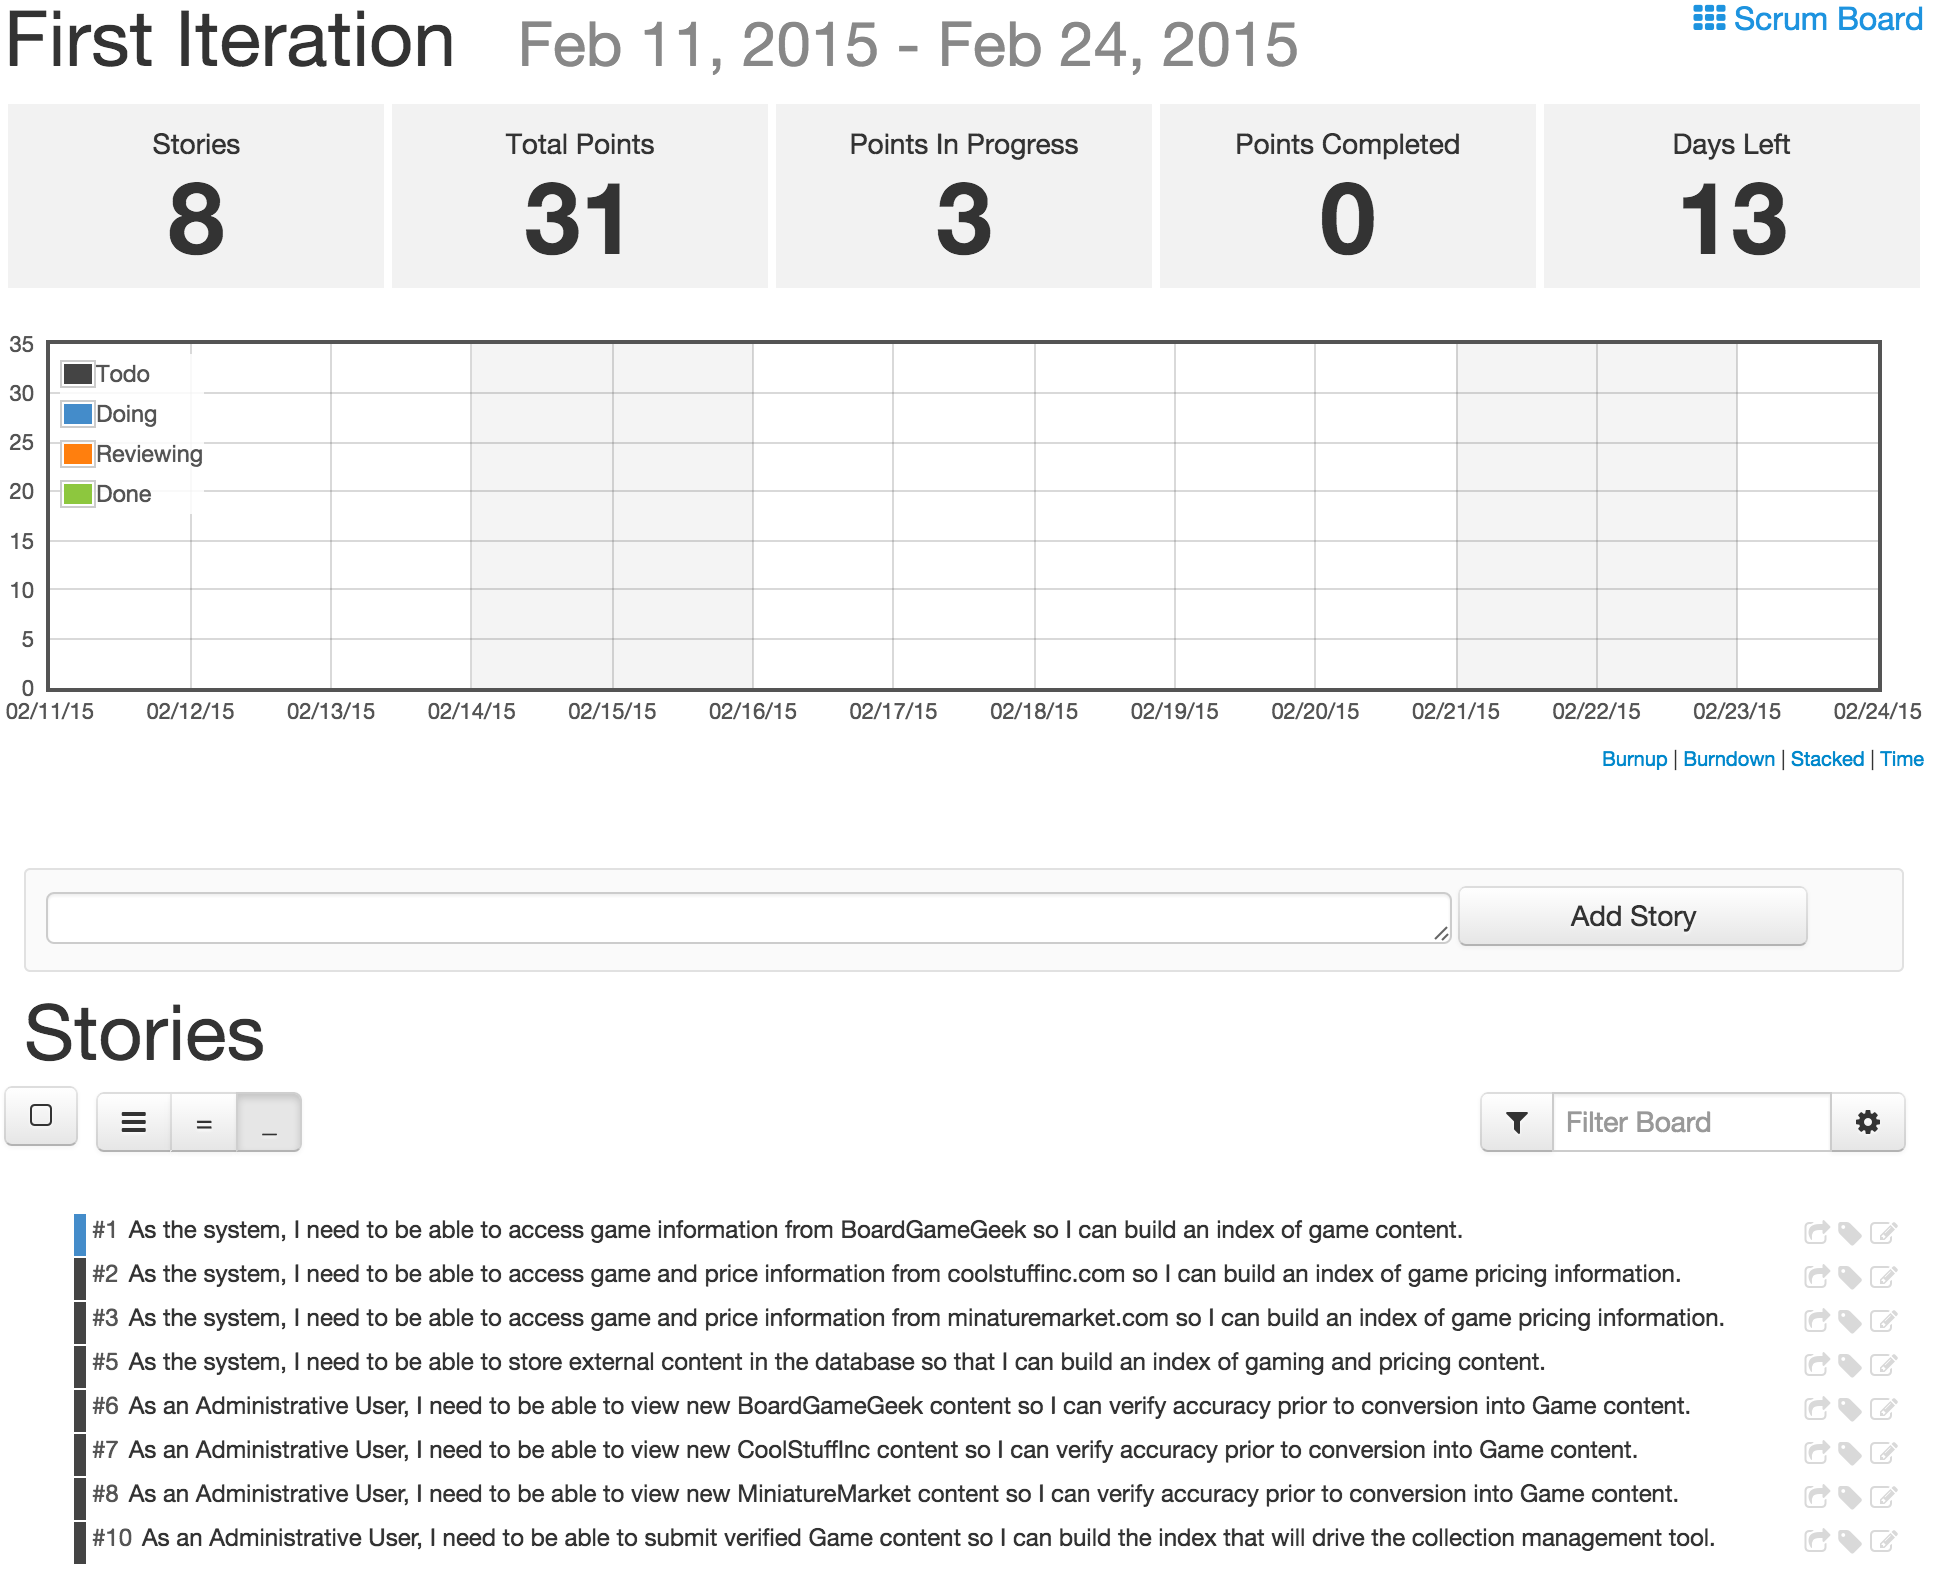 First Iteration Feb 11, 2015 - Feb 24, 2015 Scrum Board
Stories Total Points Points In Progress Points Completed Days Left
8 31 3 0 13
35
30
25
20
15
10
5
0
Todo
Doing
Reviewing
Done
02/11/15 02/12/15 02/13/15 02/14/15 02/15/15 02/16/15 02/17/15 02/18/15 02/19/15 02/20/15 02/21/15 02/22/15 02/23/15 02/24/15
Burnup | Burndown | Stacked | Time
Add Story
Stories
= _ Filter Board
#1 As the system, I need to be able to access game information from BoardGameGeek so I can build an index of game content.
#2 As the system, I need to be able to access game and price information from coolstuffinc.com so I can build an index of game pricing information.
#3 As the system, I need to be able to access game and price information from minaturemarket.com so I can build an index of game pricing information.
#5 As the system, I need to be able to store external content in the database so that I can build an index of gaming and pricing content.
#6 As an Administrative User, I need to be able to view new BoardGameGeek content so I can verify accuracy prior to conversion into Game content.
#7 As an Administrative User, I need to be able to view new CoolStuffInc content so I can verify accuracy prior to conversion into Game content.
#8 As an Administrative User, I need to be able to view new MiniatureMarket content so I can verify accuracy prior to conversion into Game content.
#10 As an Administrative User, I need to be able to submit verified Game content so I can build the index that will drive the collection management tool.